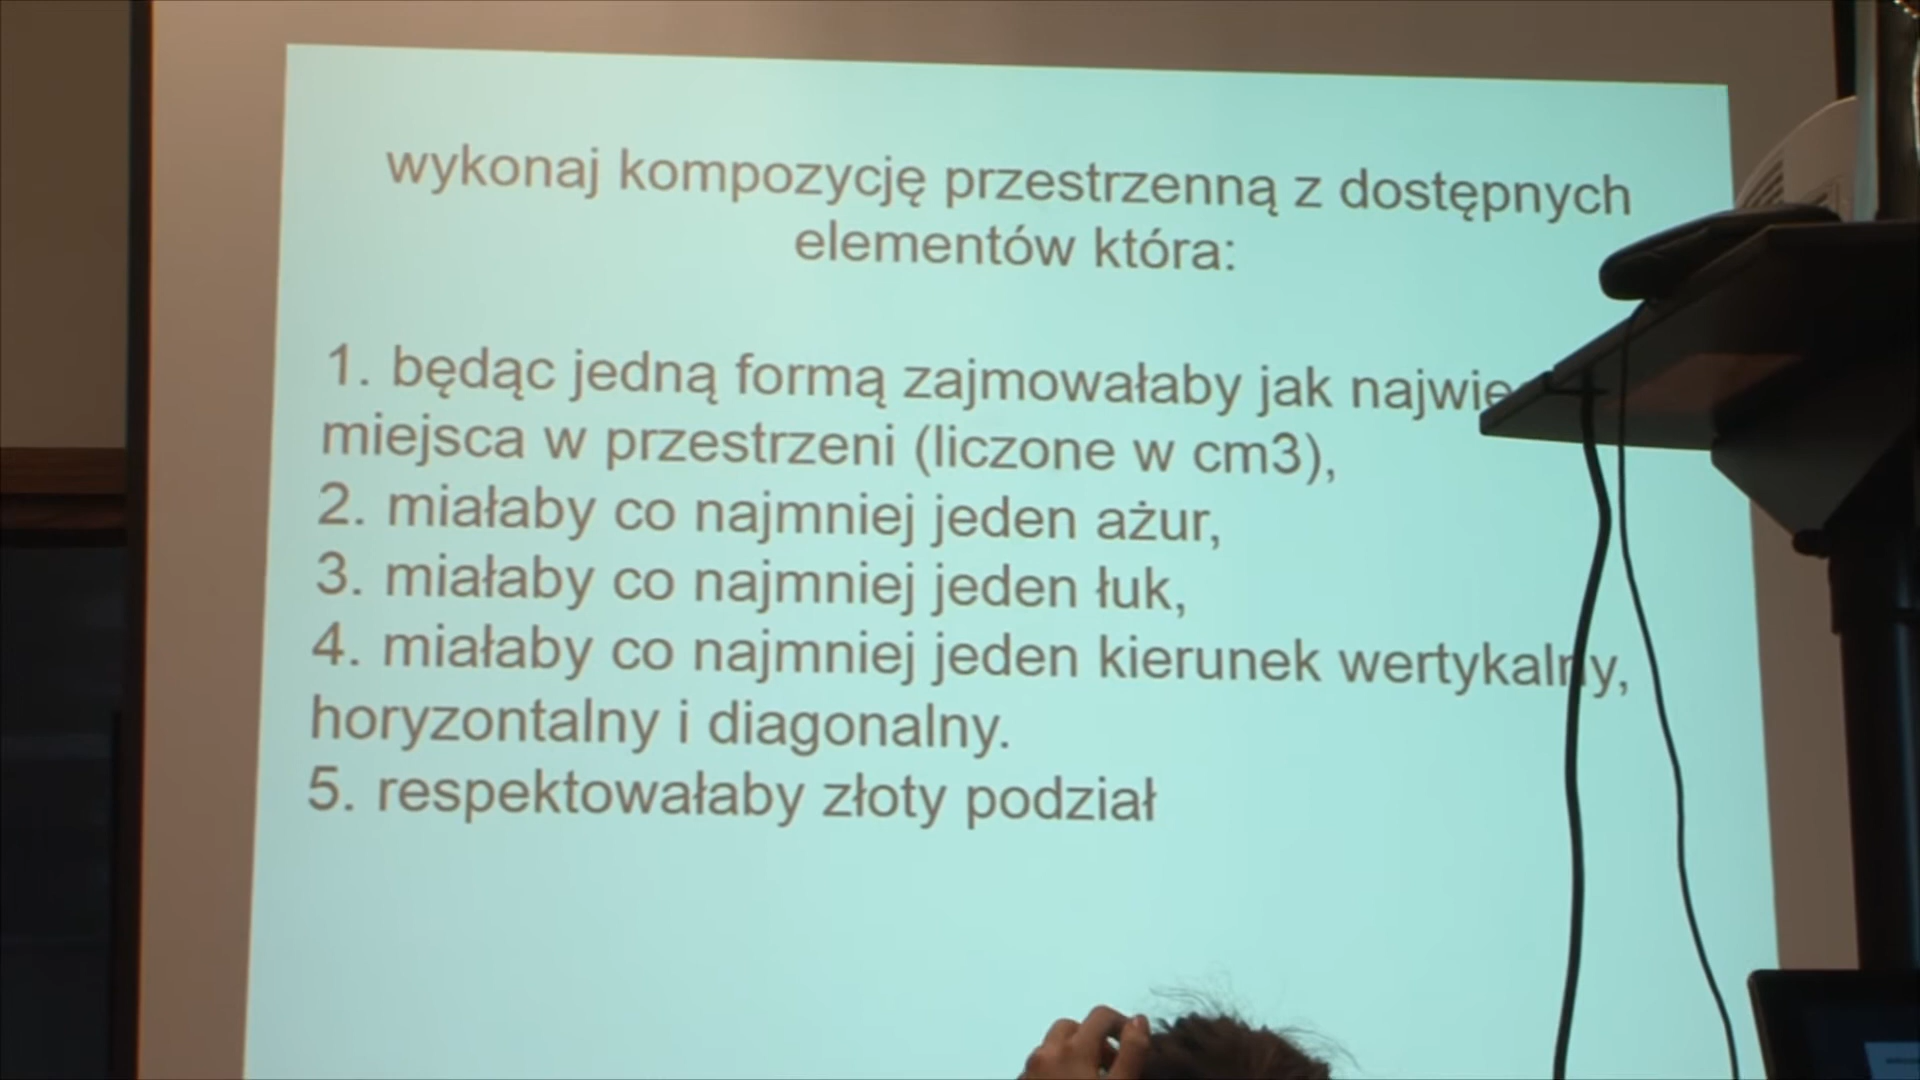 wykonaj kompozycję przestrzenną z dostępnych
elementów która:
1. będąc jedną formą zajmowałaby jak
miejsca w przestrzeni (liczone w cm3),
2. miałaby co najmniej jeden ażur,
3. miałaby co najmniej jeden łuk,
4. miałaby co najmniej jeden kierunek wertykalny,
horyzontalny i diagonalny.
5. respektowałaby złoty podział